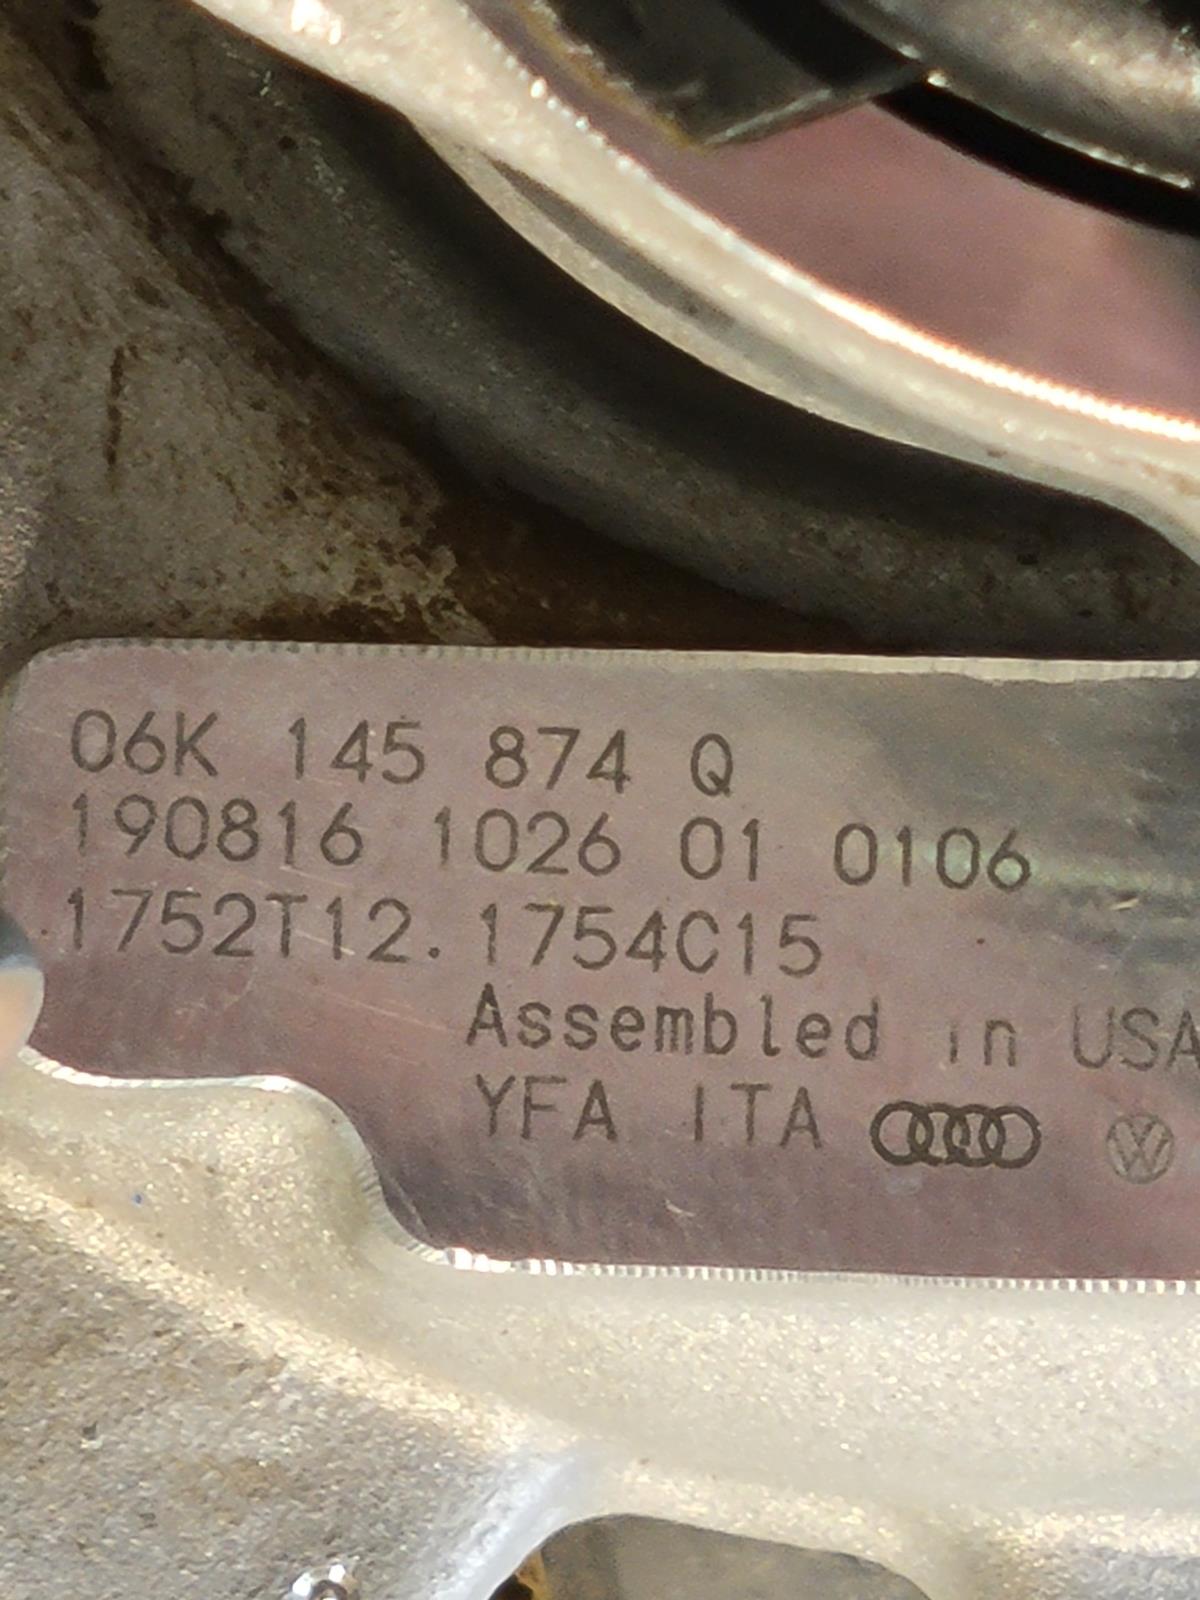 06K 145 874 Q
190816 1026 01 0106
1752T12.1754C15
Assembled in USA
YFA ITA